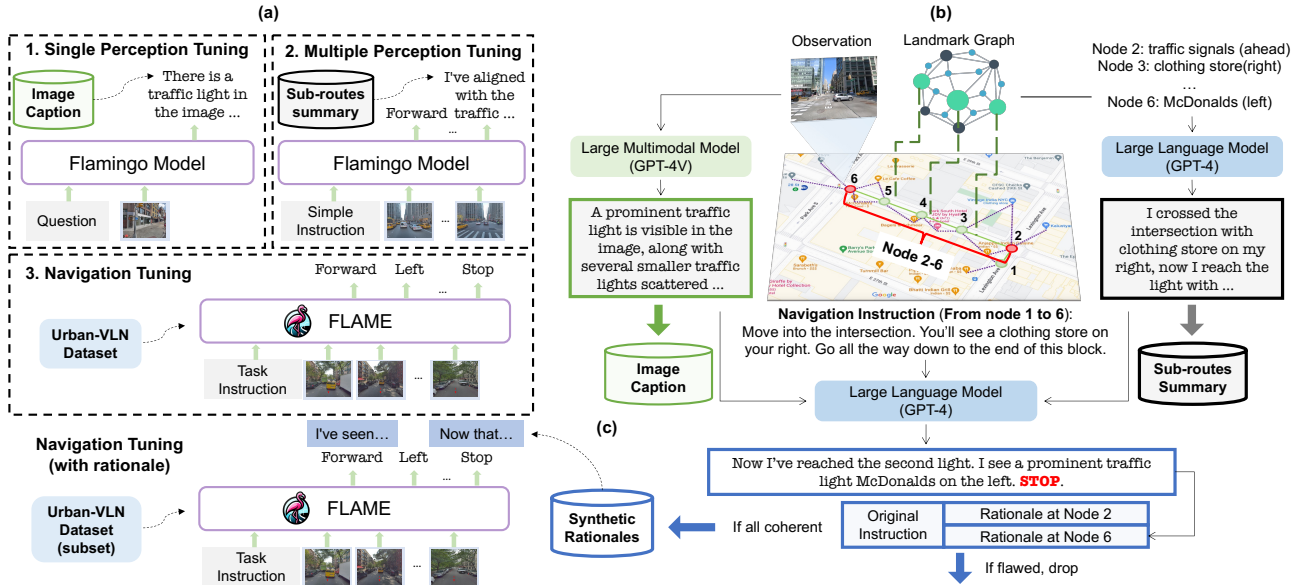 (a)
1. Single Perception Tuning
Image
Caption
There is a
traffic light in
the image ...
Flamingo Model
Question
2. Multiple Perception Tuning
Sub-routes
summary
I've aligned
with the
traffic ...
Forward
...
Flamingo Model
Simple
Instruction
...
3. Navigation Tuning
Forward
Left
Stop
...
Urban-VLN
Dataset
FLAME
Task
Instruction
...
Navigation Tuning
(with rationale)
I've seen...
Now that...
Forward
Left
Stop
...
Urban-VLN
Dataset
(subset)
FLAME
Task
Instruction
...
(b)
Observation
Landmark Graph
Node 2: traffic signals (ahead)
Node 3: clothing store(right)
...
Node 6: McDonalds (left)
Large Multimodal Model
(GPT-4V)
Large Language Model
(GPT-4)
A prominent traffic
light is visible in the
image, along with
several smaller traffic
lights scattered ...
6
5
4
3
2
1
Node 2-6
Google
I crossed the
intersection with
clothing store on my
right, now I reach the
light with ...
Image
Caption
Navigation Instruction (From node 1 to 6):
Move into the intersection. You'll see a clothing store on
your right. Go all the way down to the end of this block.
Sub-routes
Summary
Large Language Model
(GPT-4)
(c)
Now I've reached the second light. I see a prominent traffic
light McDonalds on the left. STOP.
Synthetic
Rationales
If all coherent
Original
Instruction
Rationale at Node 2
Rationale at Node 6
If flawed, drop